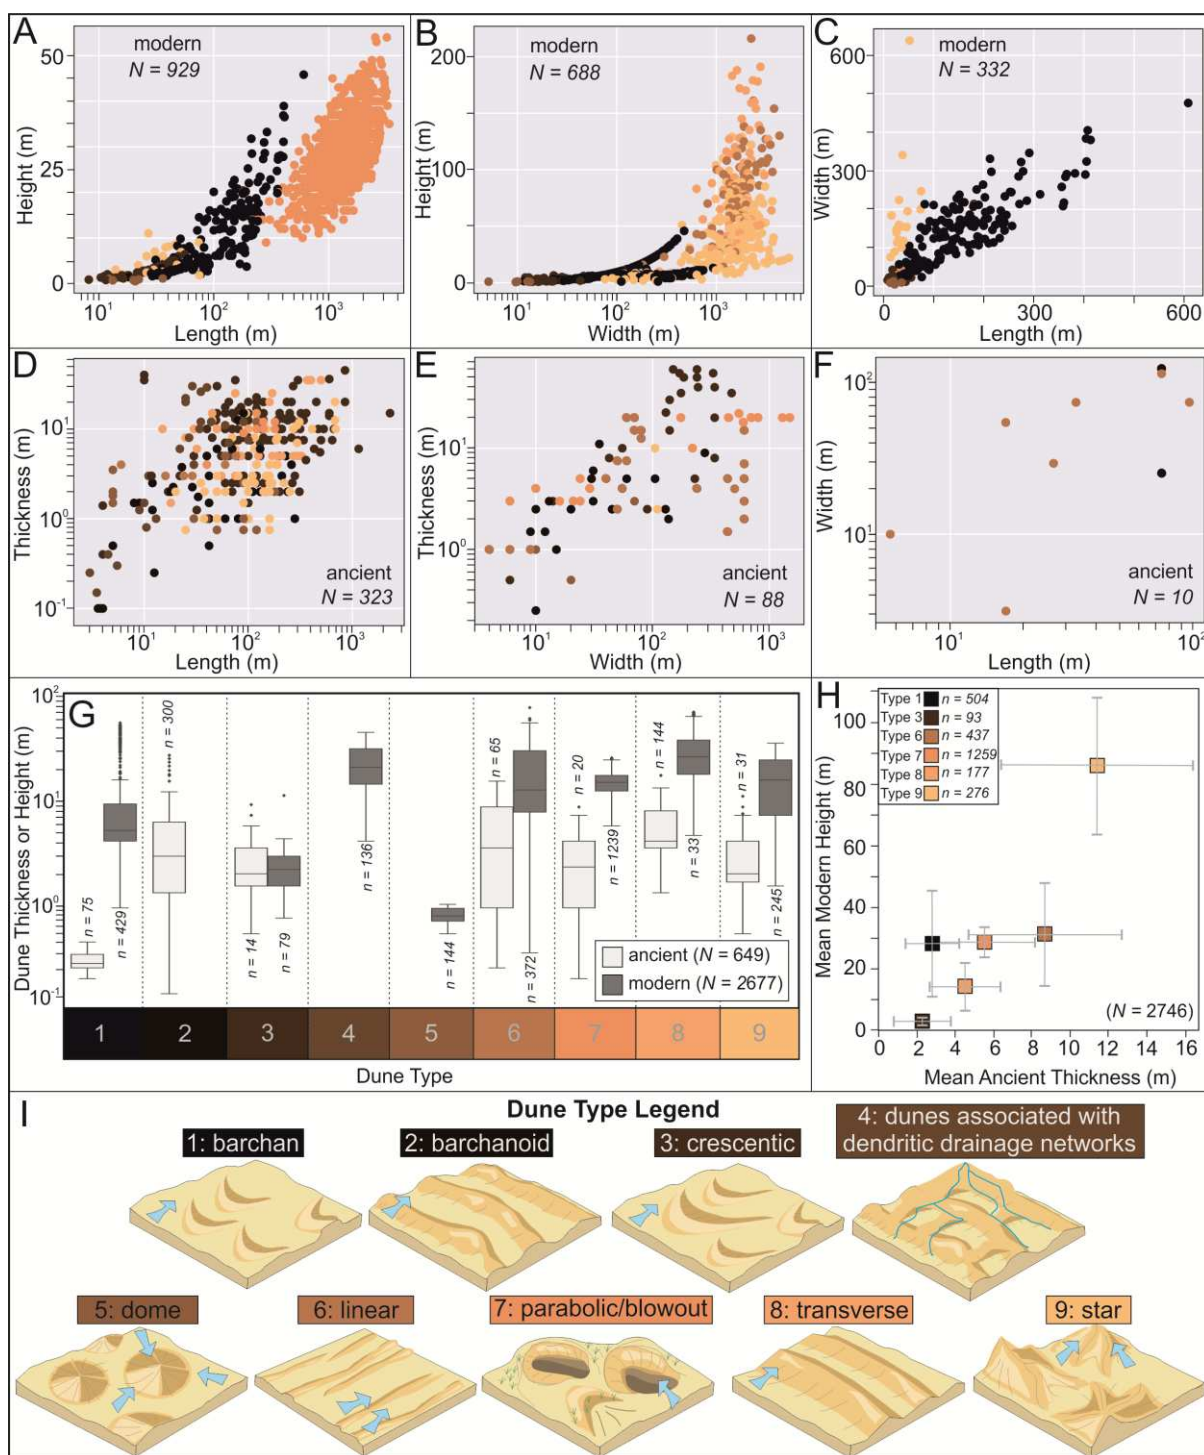 A
modern
N = 929
50
25
0
Height (m)
10¹
10²
10³
Length (m)
B
modern
N = 688
200
100
0
Height (m)
10¹
10²
10³
Width (m)
C
modern
N = 332
600
300
0
Width (m)
0
300
600
Length (m)
D
10¹
10⁰
10⁻¹
Thickness (m)
ancient
N = 323
10¹
10²
10³
Length (m)
E
10¹
10⁰
Thickness (m)
ancient
N = 88
10¹
10²
10³
Width (m)
F
10²
10¹
Width (m)
ancient
N = 10
10¹
10²
Length (m)
G
10²
10¹
10⁰
10⁻¹
Dune Thickness or Height (m)
n = 75
n = 429
n = 300
n = 14
n = 79
n = 136
n = 144
n = 65
n = 372
n = 20
n = 1239
n = 144
n = 33
n = 31
n = 245
ancient (N = 649)
modern (N = 2677)
1 2 3 4 5 6 7 8 9
Dune Type
H
Type 1 n = 504
Type 3 n = 93
Type 6 n = 437
Type 7 n = 1259
Type 8 n = 177
Type 9 n = 276
100
80
60
40
20
0
Mean Modern Height (m)
(N = 2746)
0 2 4 6 8 10 12 14 16
Mean Ancient Thickness (m)
I
Dune Type Legend
1: barchan
2: barchanoid
3: crescentic
4: dunes associated with
dendritic drainage networks
5: dome
6: linear
7: parabolic/blowout
8: transverse
9: star